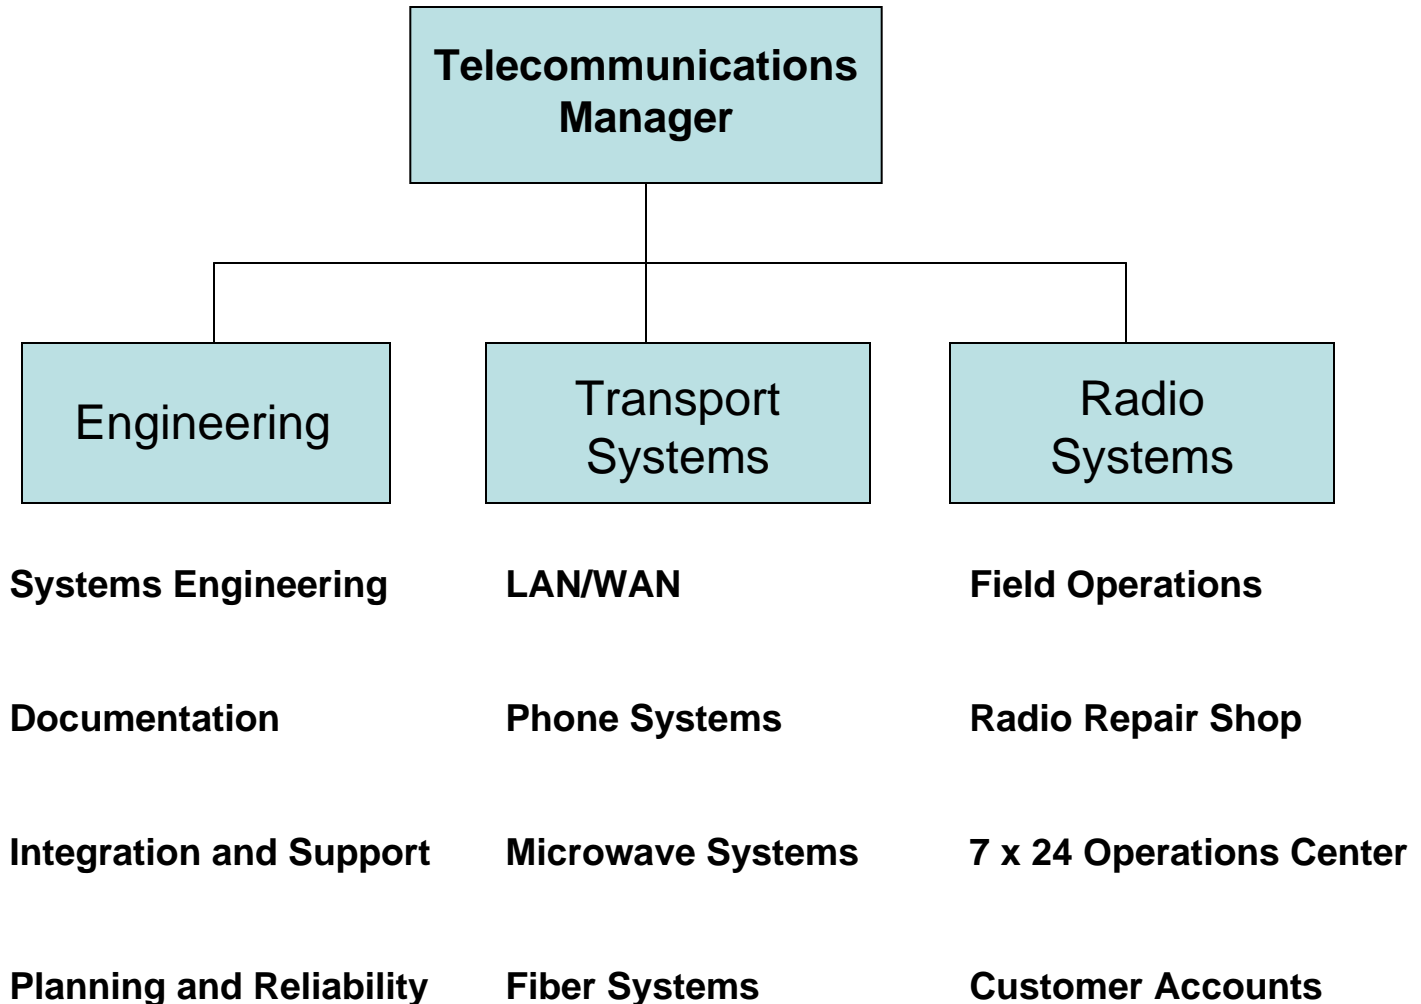 Telecommunications
Manager
Engineering
Transport
Systems
Radio
Systems
Systems Engineering
LAN/WAN
Field Operations
Documentation
Phone Systems
Radio Repair Shop
Integration and Support
Microwave Systems
7 x 24 Operations Center
Planning and Reliability
Fiber Systems
Customer Accounts